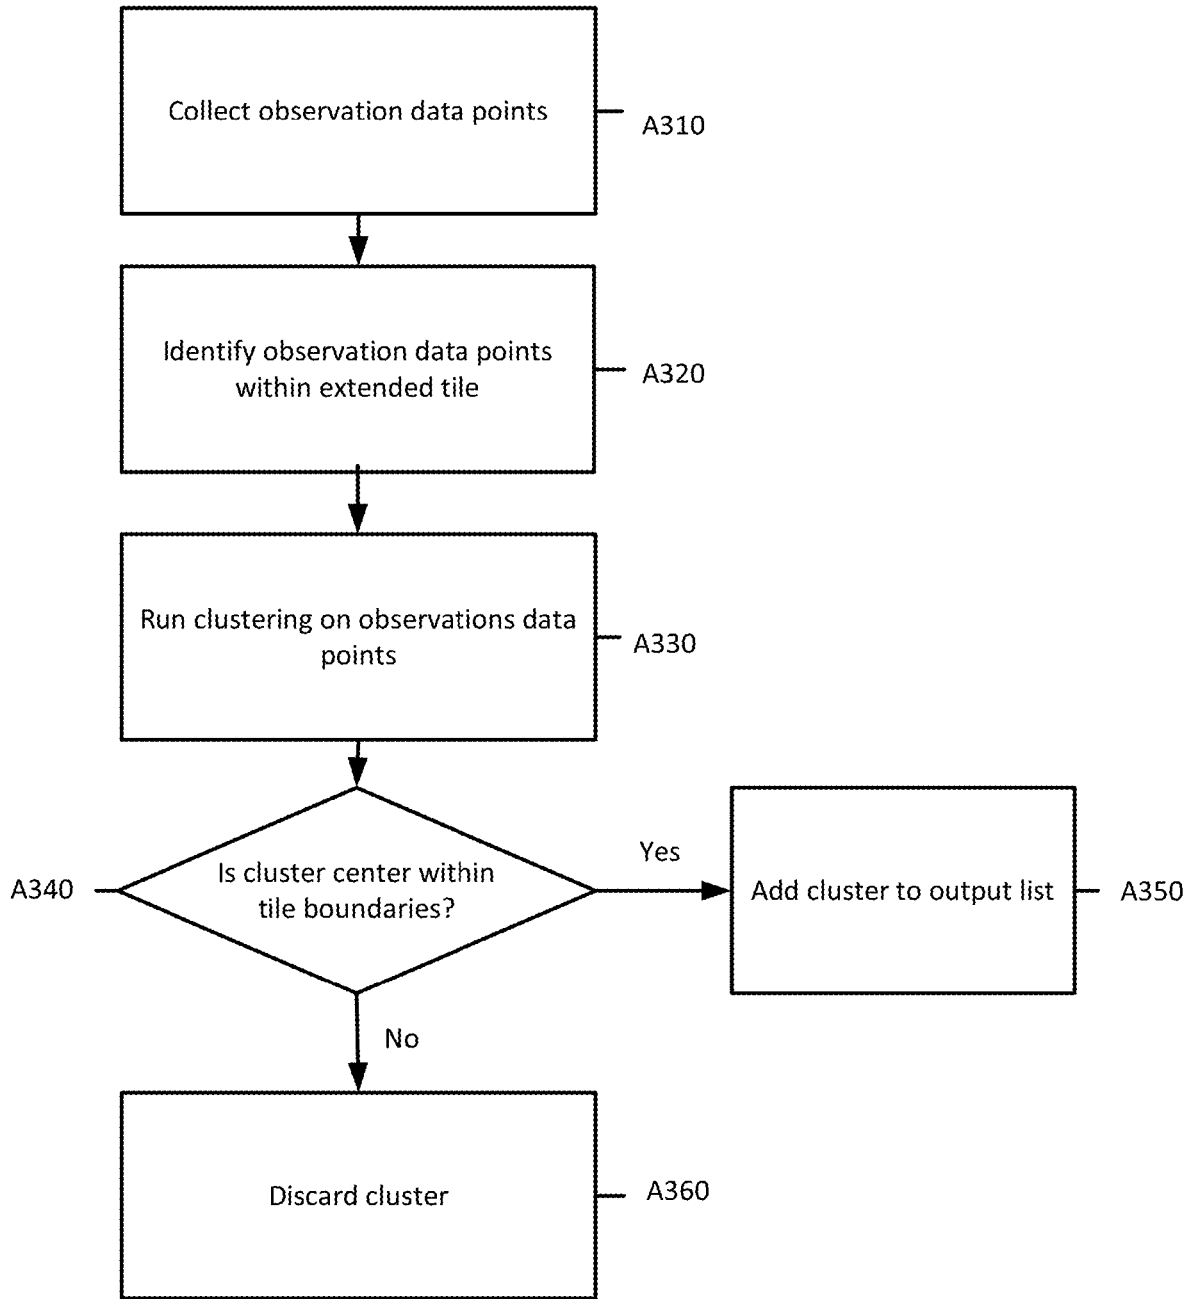 Collect observation data points
A310
Identify observation data points
within extended tile
A320
Run clustering on observations data
points
A330
Is cluster center within
tile boundaries?
A340
Yes
Add cluster to output list
A350
No
Discard cluster
A360